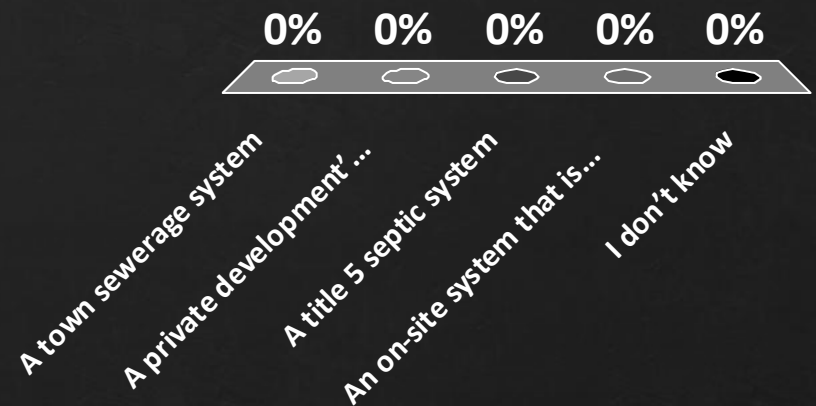 0% 0% 0% 0% 0%
A town sewerage system
A private development’...
A title 5 septic system
An on-site system that is...
I don’t know